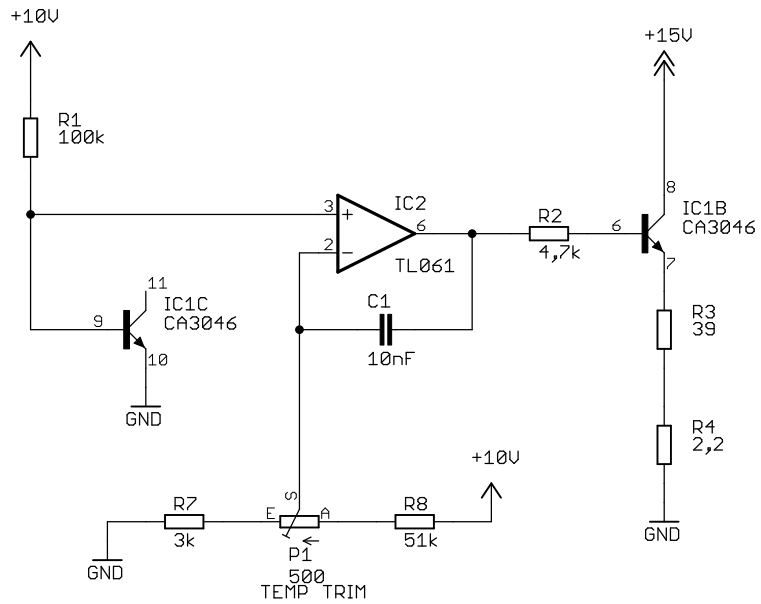 +10V
+15V
R1
100k
8
IC2
3
+
6
2
−
TL061
R2
4,7k
6
IC1B
CA3046
7
11
IC1C
CA3046
9
10
GND
C1
10nF
R3
39
R4
2,2
GND
+10V
R7
3k
E
S
A
P1
500
TEMP TRIM
R8
51k
GND